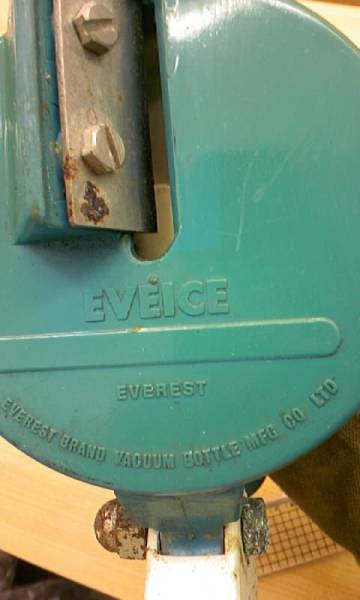 EVEICE
EVEREST
EVEREST BRAND VACUUM BOTTLE MFG CO LTD